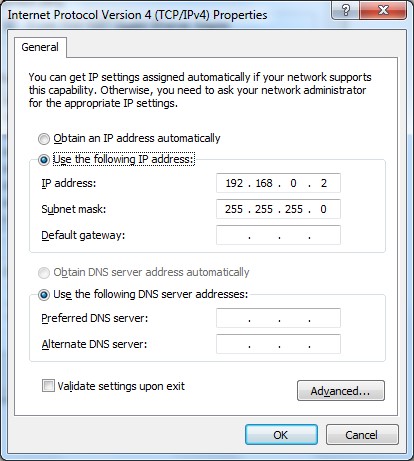 Internet Protocol Version 4 (TCP/IPv4) Properties
General
You can get IP settings assigned automatically if your network supports
this capability. Otherwise, you need to ask your network administrator
for the appropriate IP settings.
Obtain an IP address automatically
Use the following IP address:
IP address: 192 . 168 . 0 . 2
Subnet mask: 255 . 255 . 255 . 0
Default gateway: . . .
Obtain DNS server address automatically
Use the following DNS server addresses:
Preferred DNS server: . . .
Alternate DNS server: . . .
Validate settings upon exit
Advanced...
OK Cancel